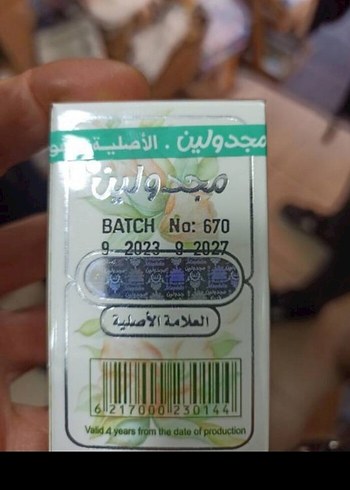 مجدولين . الأصلية
مجدولين
BATCH No: 670
9-2023-8-2027
العلامة الأصلية
6 217000 230144
Valid 4 years from the date of production